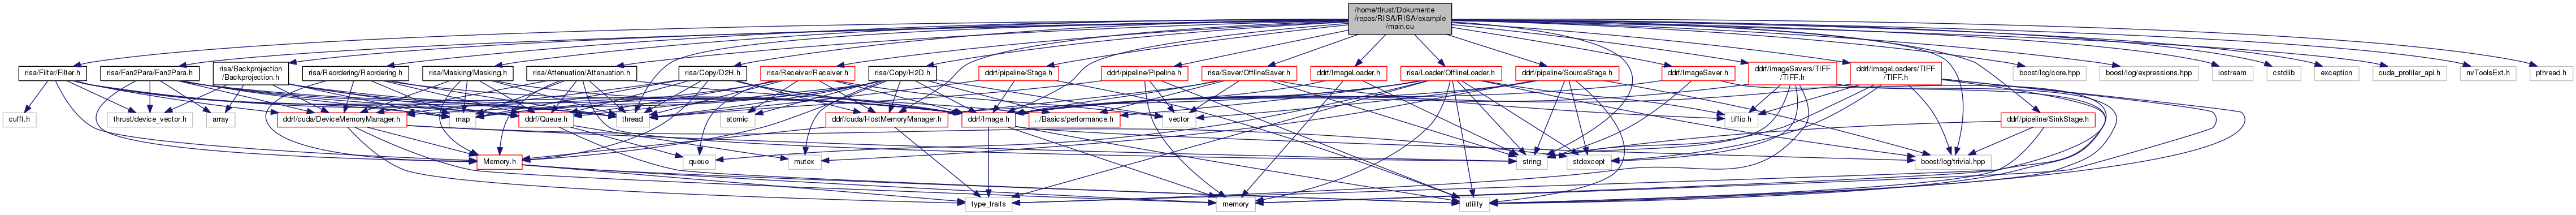 /home/tfrust/Dokumente
/repos/RISA/RISA/example
/main.cu
risa/Filter/Filter.h
risa/Fan2Para/Fan2Para.h
risa/Backprojection
/Backprojection.h
risa/Reordering/Reordering.h
risa/Masking/Masking.h
risa/Attenuation/Attenuation.h
risa/Copy/D2H.h
risa/Receiver/Receiver.h
risa/Copy/H2D.h
ddrf/pipeline/Stage.h
ddrf/pipeline/Pipeline.h
risa/Saver/OfflineSaver.h
ddrf/ImageLoader.h
risa/Loader/OfflineLoader.h
ddrf/pipeline/SourceStage.h
ddrf/ImageSaver.h
ddrf/imageSavers/TIFF
/TIFF.h
ddrf/imageLoaders/TIFF
/TIFF.h
boost/log/core.hpp
boost/log/expressions.hpp
iostream
cstdlib
exception
cuda_profiler_api.h
nvToolsExt.h
pthread.h
cufft.h
thrust/device_vector.h
array
ddrf/cuda/DeviceMemoryManager.h
map
ddrf/Queue.h
thread
atomic
ddrf/cuda/HostMemoryManager.h
ddrf/Image.h
../Basics/performance.h
vector
tiffio.h
ddrf/pipeline/SinkStage.h
Memory.h
queue
mutex
string
stdexcept
boost/log/trivial.hpp
type_traits
memory
utility